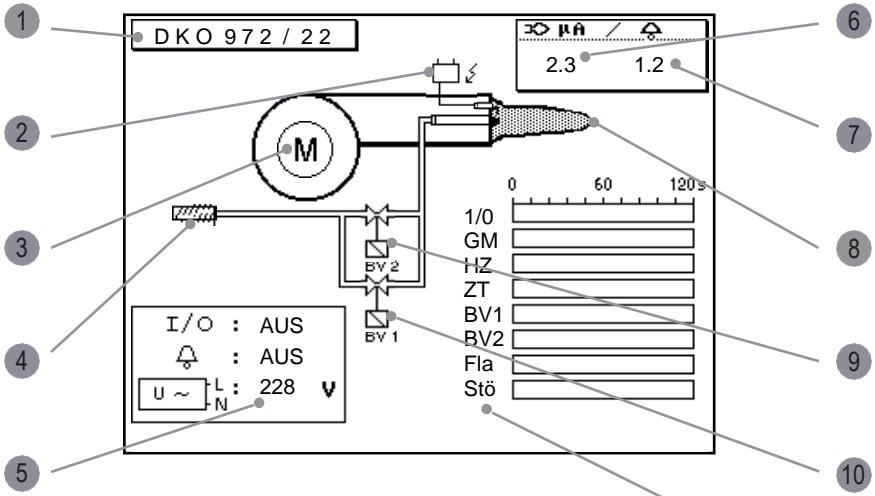 DKO 972 / 22
µA /
2.3 1.2
M
0 60 120s
1/0
GM
HZ
ZT
BV1
BV2
Fla
Stö
BV 2
BV 1
I/O : AUS
: AUS
U ~ L : 228 V
N
1
2
3
4
5
6
7
8
9
10